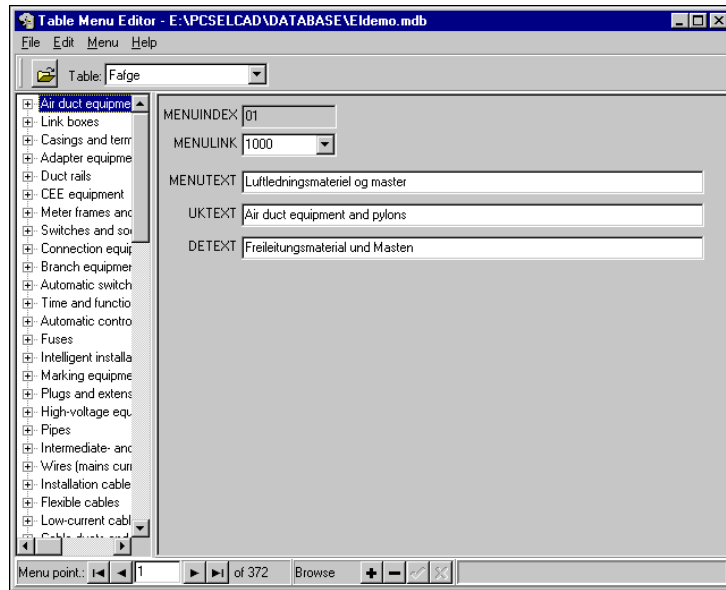 Table Menu Editor - E:\PCSELCAD\DATABASE\Eldemo.mdb
File Edit Menu Help
Table: Fafge
Air duct equipme
Link boxes
Casings and term
Adapter equipme
Duct rails
CEE equipment
Meter frames and
Switches and so
Connection equip
Branch equipmer
Automatic switch
Time and functio
Automatic contro
Fuses
Intelligent installa
Marking equipme
Plugs and extens
High-voltage equ
Pipes
Intermediate- and
Wires (mains curr
Installation cable
Flexible cables
Low-current cabl
MENUINDEX 01
MENULINK 1000
MENUTEXT Luftledningsmateriel og master
UKTEXT Air duct equipment and pylons
DETEXT Freileitungsmaterial und Masten
Menu point.: 1 of 372 Browse